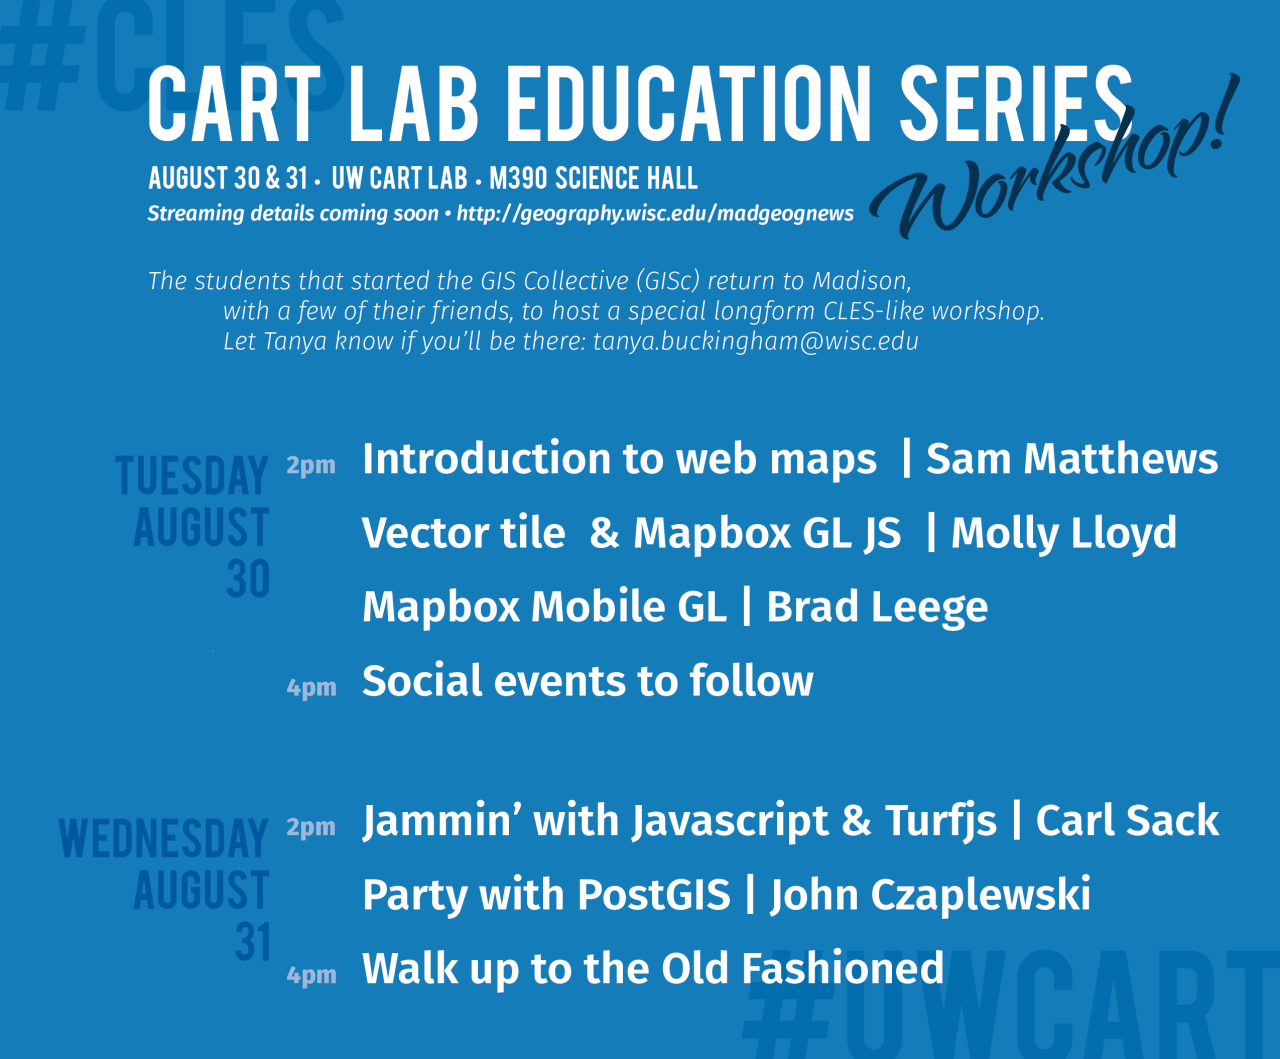 #CLES
CART LAB EDUCATION SERIES
Workshop!
AUGUST 30 & 31 • UW CART LAB • M390 SCIENCE HALL
Streaming details coming soon • http://geography.wisc.edu/madgeognews
The students that started the GIS Collective (GISc) return to Madison,
with a few of their friends, to host a special longform CLES-like workshop.
Let Tanya know if you'll be there: tanya.buckingham@wisc.edu
TUESDAY
AUGUST
30
2pm Introduction to web maps | Sam Matthews
Vector tile & Mapbox GL JS | Molly Lloyd
Mapbox Mobile GL | Brad Leege
4pm Social events to follow
WEDNESDAY
AUGUST
31
2pm Jammin’ with Javascript & Turfjs | Carl Sack
Party with PostGIS | John Czaplewski
4pm Walk up to the Old Fashioned
#UWCART